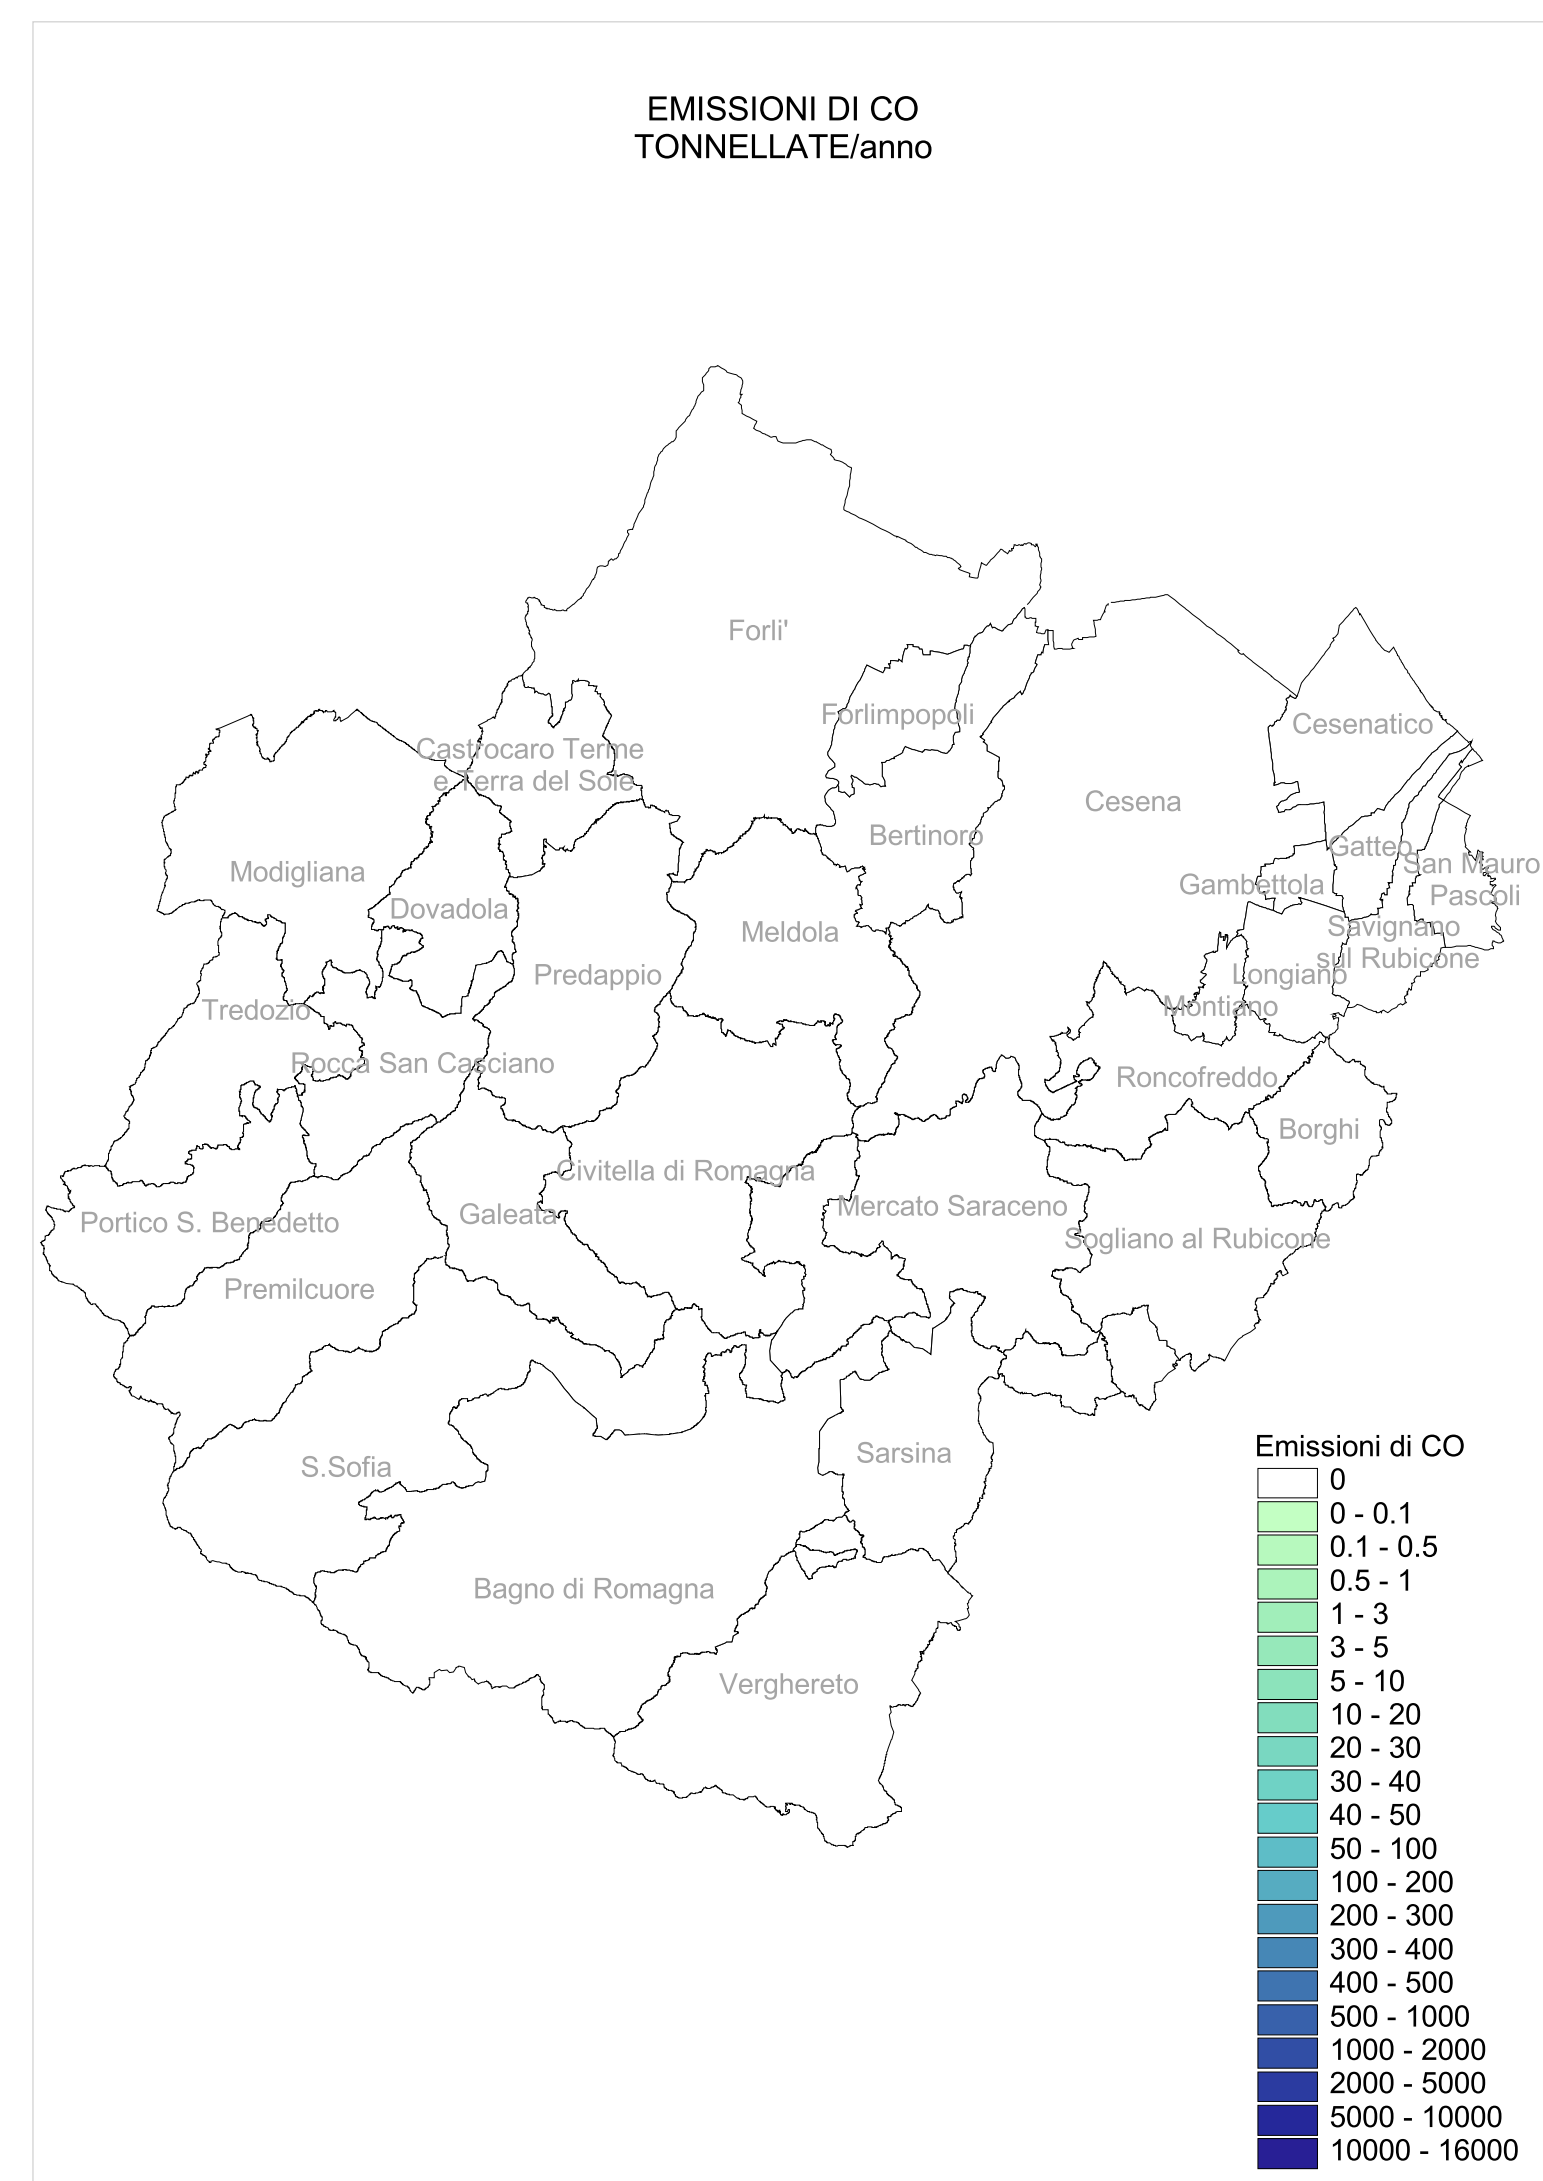 EMISSIONI DI CO
TONNELLATE/anno
Forli'
Forlimpopoli
Cesenatico
Castrocaro Terme
e Terra del Sole
Cesena
Bertinoro
Gatteo
San Mauro
Pascoli
Modigliana
Gambettola
Dovadola
Meldola
Savignano
sul Rubicone
Predappio
Longiano
Tredozio
Montiano
Rocca San Casciano
Roncofreddo
Borghi
Civitella di Romagna
Mercato Saraceno
Galeata
Portico S. Benedetto
Sogliano al Rubicone
Premilcuore
Sarsina
S.Sofia
Bagno di Romagna
Verghereto
Emissioni di CO
0
0 - 0.1
0.1 - 0.5
0.5 - 1
1 - 3
3 - 5
5 - 10
10 - 20
20 - 30
30 - 40
40 - 50
50 - 100
100 - 200
200 - 300
300 - 400
400 - 500
500 - 1000
1000 - 2000
2000 - 5000
5000 - 10000
10000 - 16000